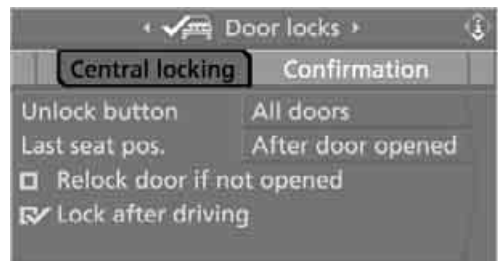 Door locks
Central locking Confirmation
Unlock button All doors
Last seat pos. After door opened
Relock door if not opened
Lock after driving